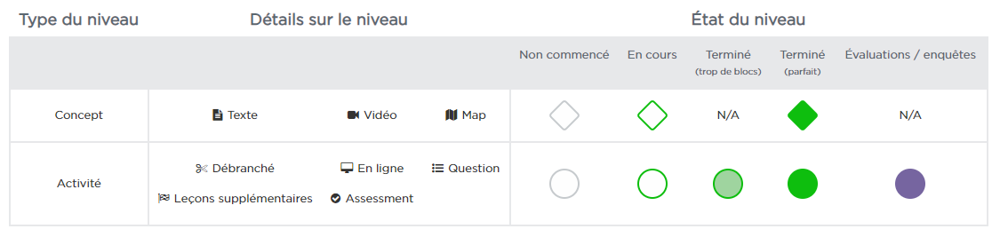 Type du niveau Détails sur le niveau État du niveau
Non commencé En cours Terminé Terminé Évaluations / enquêtes
(trop de blocs) (parfait)
Concept Texte Vidéo Map N/A N/A
Débranché En ligne Question
Activité
Leçons supplémentaires Assessment